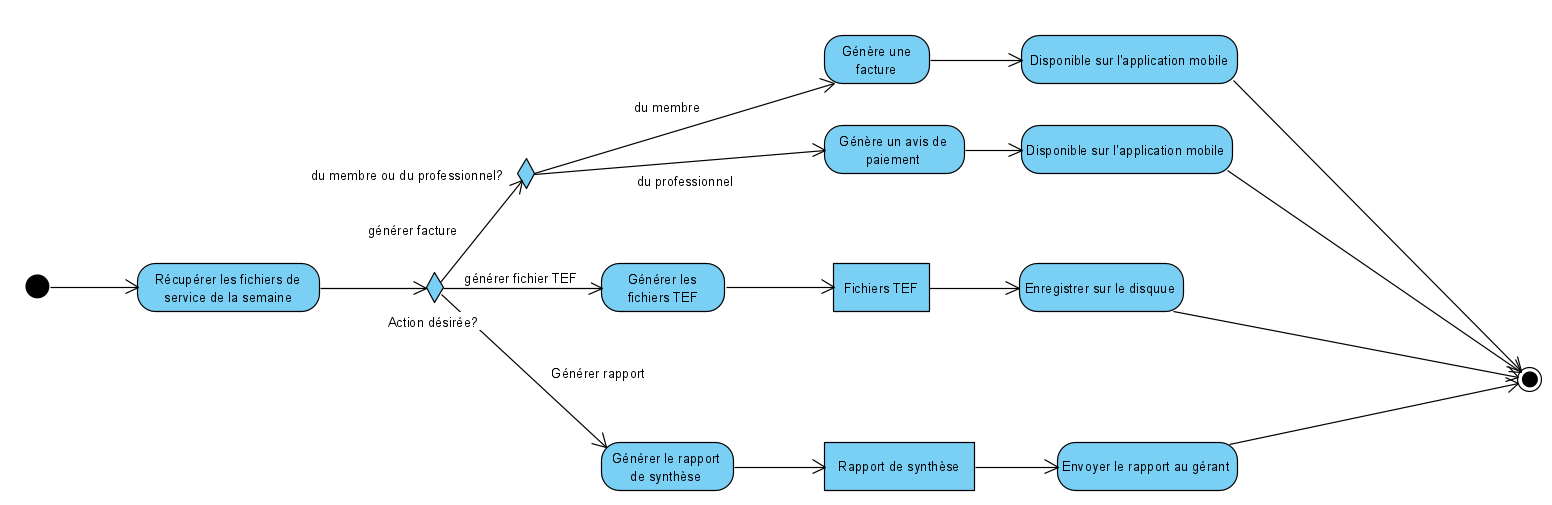 Génère une
facture
Disponible sur l'application mobile
du membre
Génère un avis de
paiement
Disponible sur l'application mobile
du membre ou du professionnel?
du professionnel
générer facture
Récupérer les fichiers de
service de la semaine
générer fichier TEF
Générer les
fichiers TEF
Fichiers TEF
Enregistrer sur le disquue
Action désirée?
Générer rapport
Générer le rapport
de synthèse
Rapport de synthèse
Envoyer le rapport au gérant